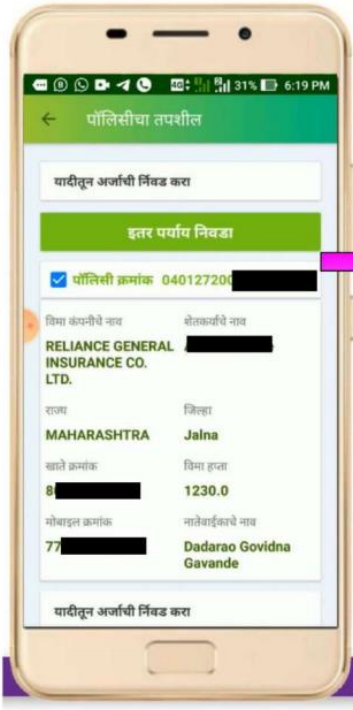 4G 31% 6:19 PM
← पॉलिसीचा तपशील
यादीतून अर्जाची निंवड करा
इतर पर्याय निवडा
पॉलिसी क्रमांक 040127200
विमा कंपनीचे नाव शेतकर्याचे नाव
RELIANCE GENERAL
INSURANCE CO.
LTD.
राज्य जिल्हा
MAHARASHTRA Jalna
खाते क्रमांक विमा हप्ता
8 1230.0
मोबाइल क्रमांक नातेवाईकाचे नाव
77 Dadarao Govidna
Gavande
यादीतून अर्जाची निंवड करा